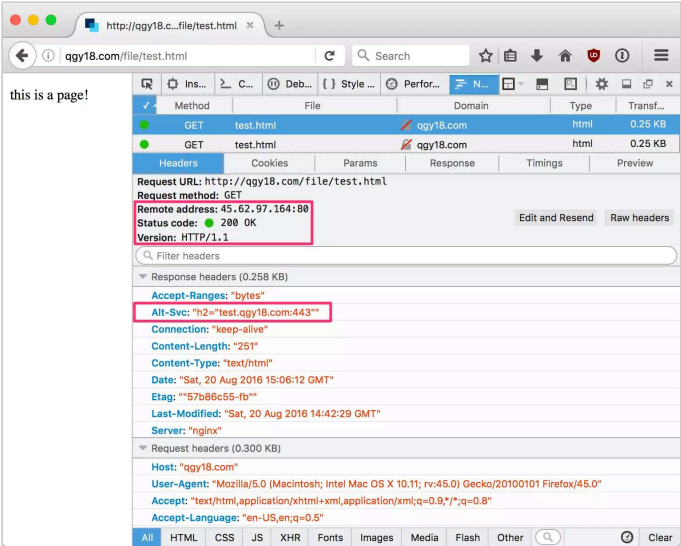 http://qgy18.c...file/test.html × +
qgy18.com/file/test.html
Search
this is a page!
Ins... C... Deb... { } Style ... Perfor... N...
✓ Method File Domain Type Transf...
GET test.html qgy18.com html 0.25 KB
GET test.html qgy18.com html 0.25 KB
Headers Cookies Params Response Timings Preview
Request URL: http://qgy18.com/file/test.html
Request method: GET
Remote address: 45.62.97.164:80
Status code: 200 OK
Edit and Resend Raw headers
Version: HTTP/1.1
Filter headers
Response headers (0.258 KB)
Accept-Ranges: "bytes"
Alt-Svc: "h2="test.qgy18.com:443""
Connection: "keep-alive"
Content-Length: "251"
Content-Type: "text/html"
Date: "Sat, 20 Aug 2016 15:06:12 GMT"
Etag: ""57b86c55-fb""
Last-Modified: "Sat, 20 Aug 2016 14:42:29 GMT"
Server: "nginx"
Request headers (0.300 KB)
Host: "qgy18.com"
User-Agent: "Mozilla/5.0 (Macintosh; Intel Mac OS X 10.11; rv:45.0) Gecko/20100101 Firefox/45.0"
Accept: "text/html,application/xhtml+xml,application/xml;q=0.9,*/*;q=0.8"
Accept-Language: "en-US,en;q=0.5"
All HTML CSS JS XHR Fonts Images Media Flash Other Clear